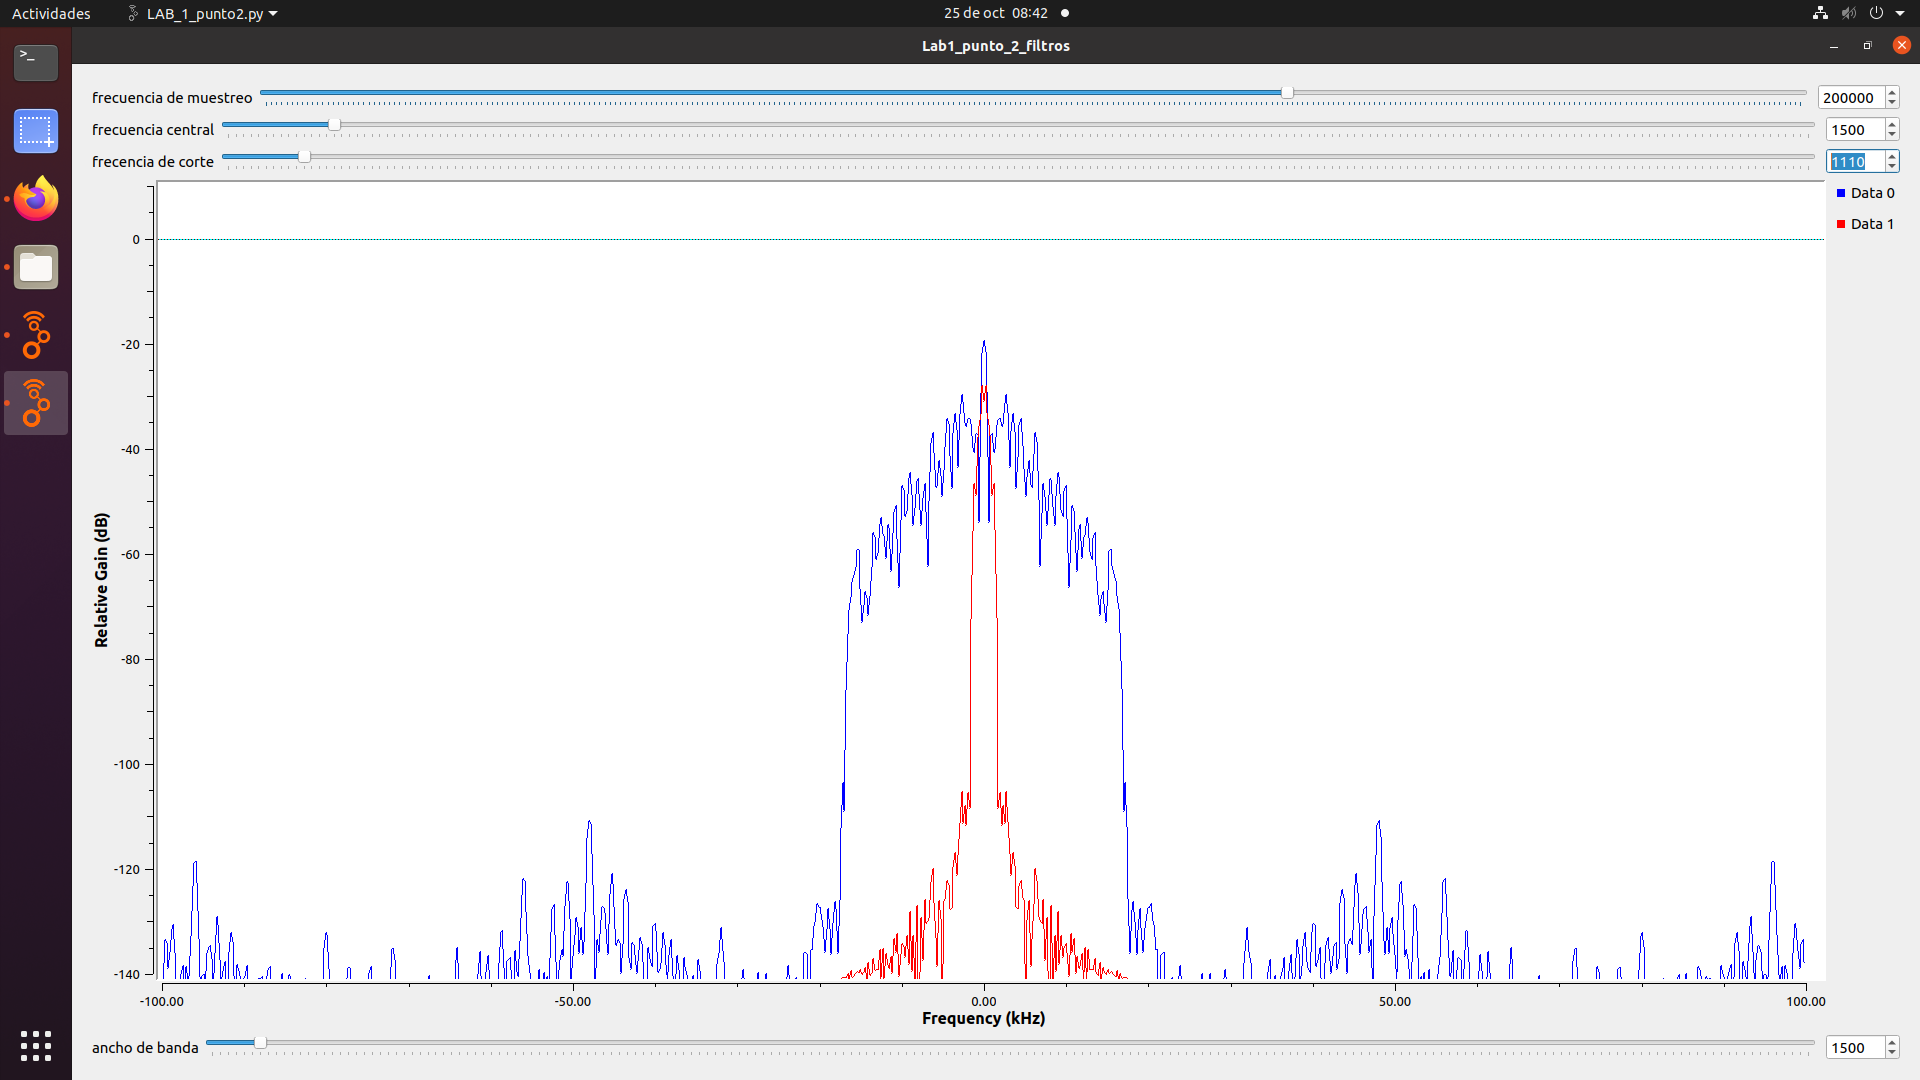 Actividades LAB_1_punto2.py 25 de oct 08:42
Lab1_punto_2_filtros
>_
frecuencia de muestreo 200000
frecuencia central 1500
frecencia de corte 1110
Data 0
Data 1
0
-20
-40
-60
-80
-100
-120
-140
Relative Gain (dB)
-100.00 -50.00 0.00 50.00 100.00
Frequency (kHz)
ancho de banda 1500